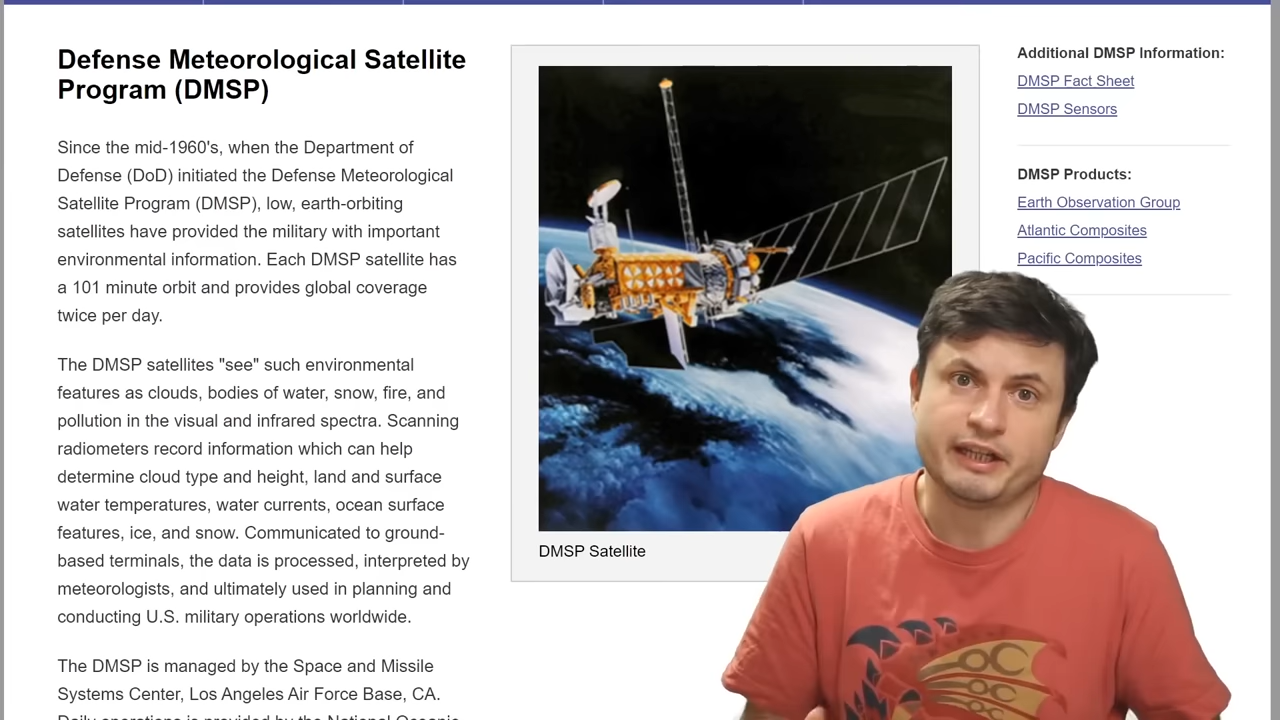 Defense Meteorological Satellite
Program (DMSP)
Since the mid-1960's, when the Department of
Defense (DoD) initiated the Defense Meteorological
Satellite Program (DMSP), low, earth-orbiting
satellites have provided the military with important
environmental information. Each DMSP satellite has
a 101 minute orbit and provides global coverage
twice per day.
The DMSP satellites "see" such environmental
features as clouds, bodies of water, snow, fire, and
pollution in the visual and infrared spectra. Scanning
radiometers record information which can help
determine cloud type and height, land and surface
water temperatures, water currents, ocean surface
features, ice, and snow. Communicated to ground-
based terminals, the data is processed, interpreted by
meteorologists, and ultimately used in planning and
conducting U.S. military operations worldwide.
The DMSP is managed by the Space and Missile
Systems Center, Los Angeles Air Force Base, CA.
Daily operations is provided by the National Oceanic
DMSP Satellite
Additional DMSP Information:
DMSP Fact Sheet
DMSP Sensors
DMSP Products:
Earth Observation Group
Atlantic Composites
Pacific Composites